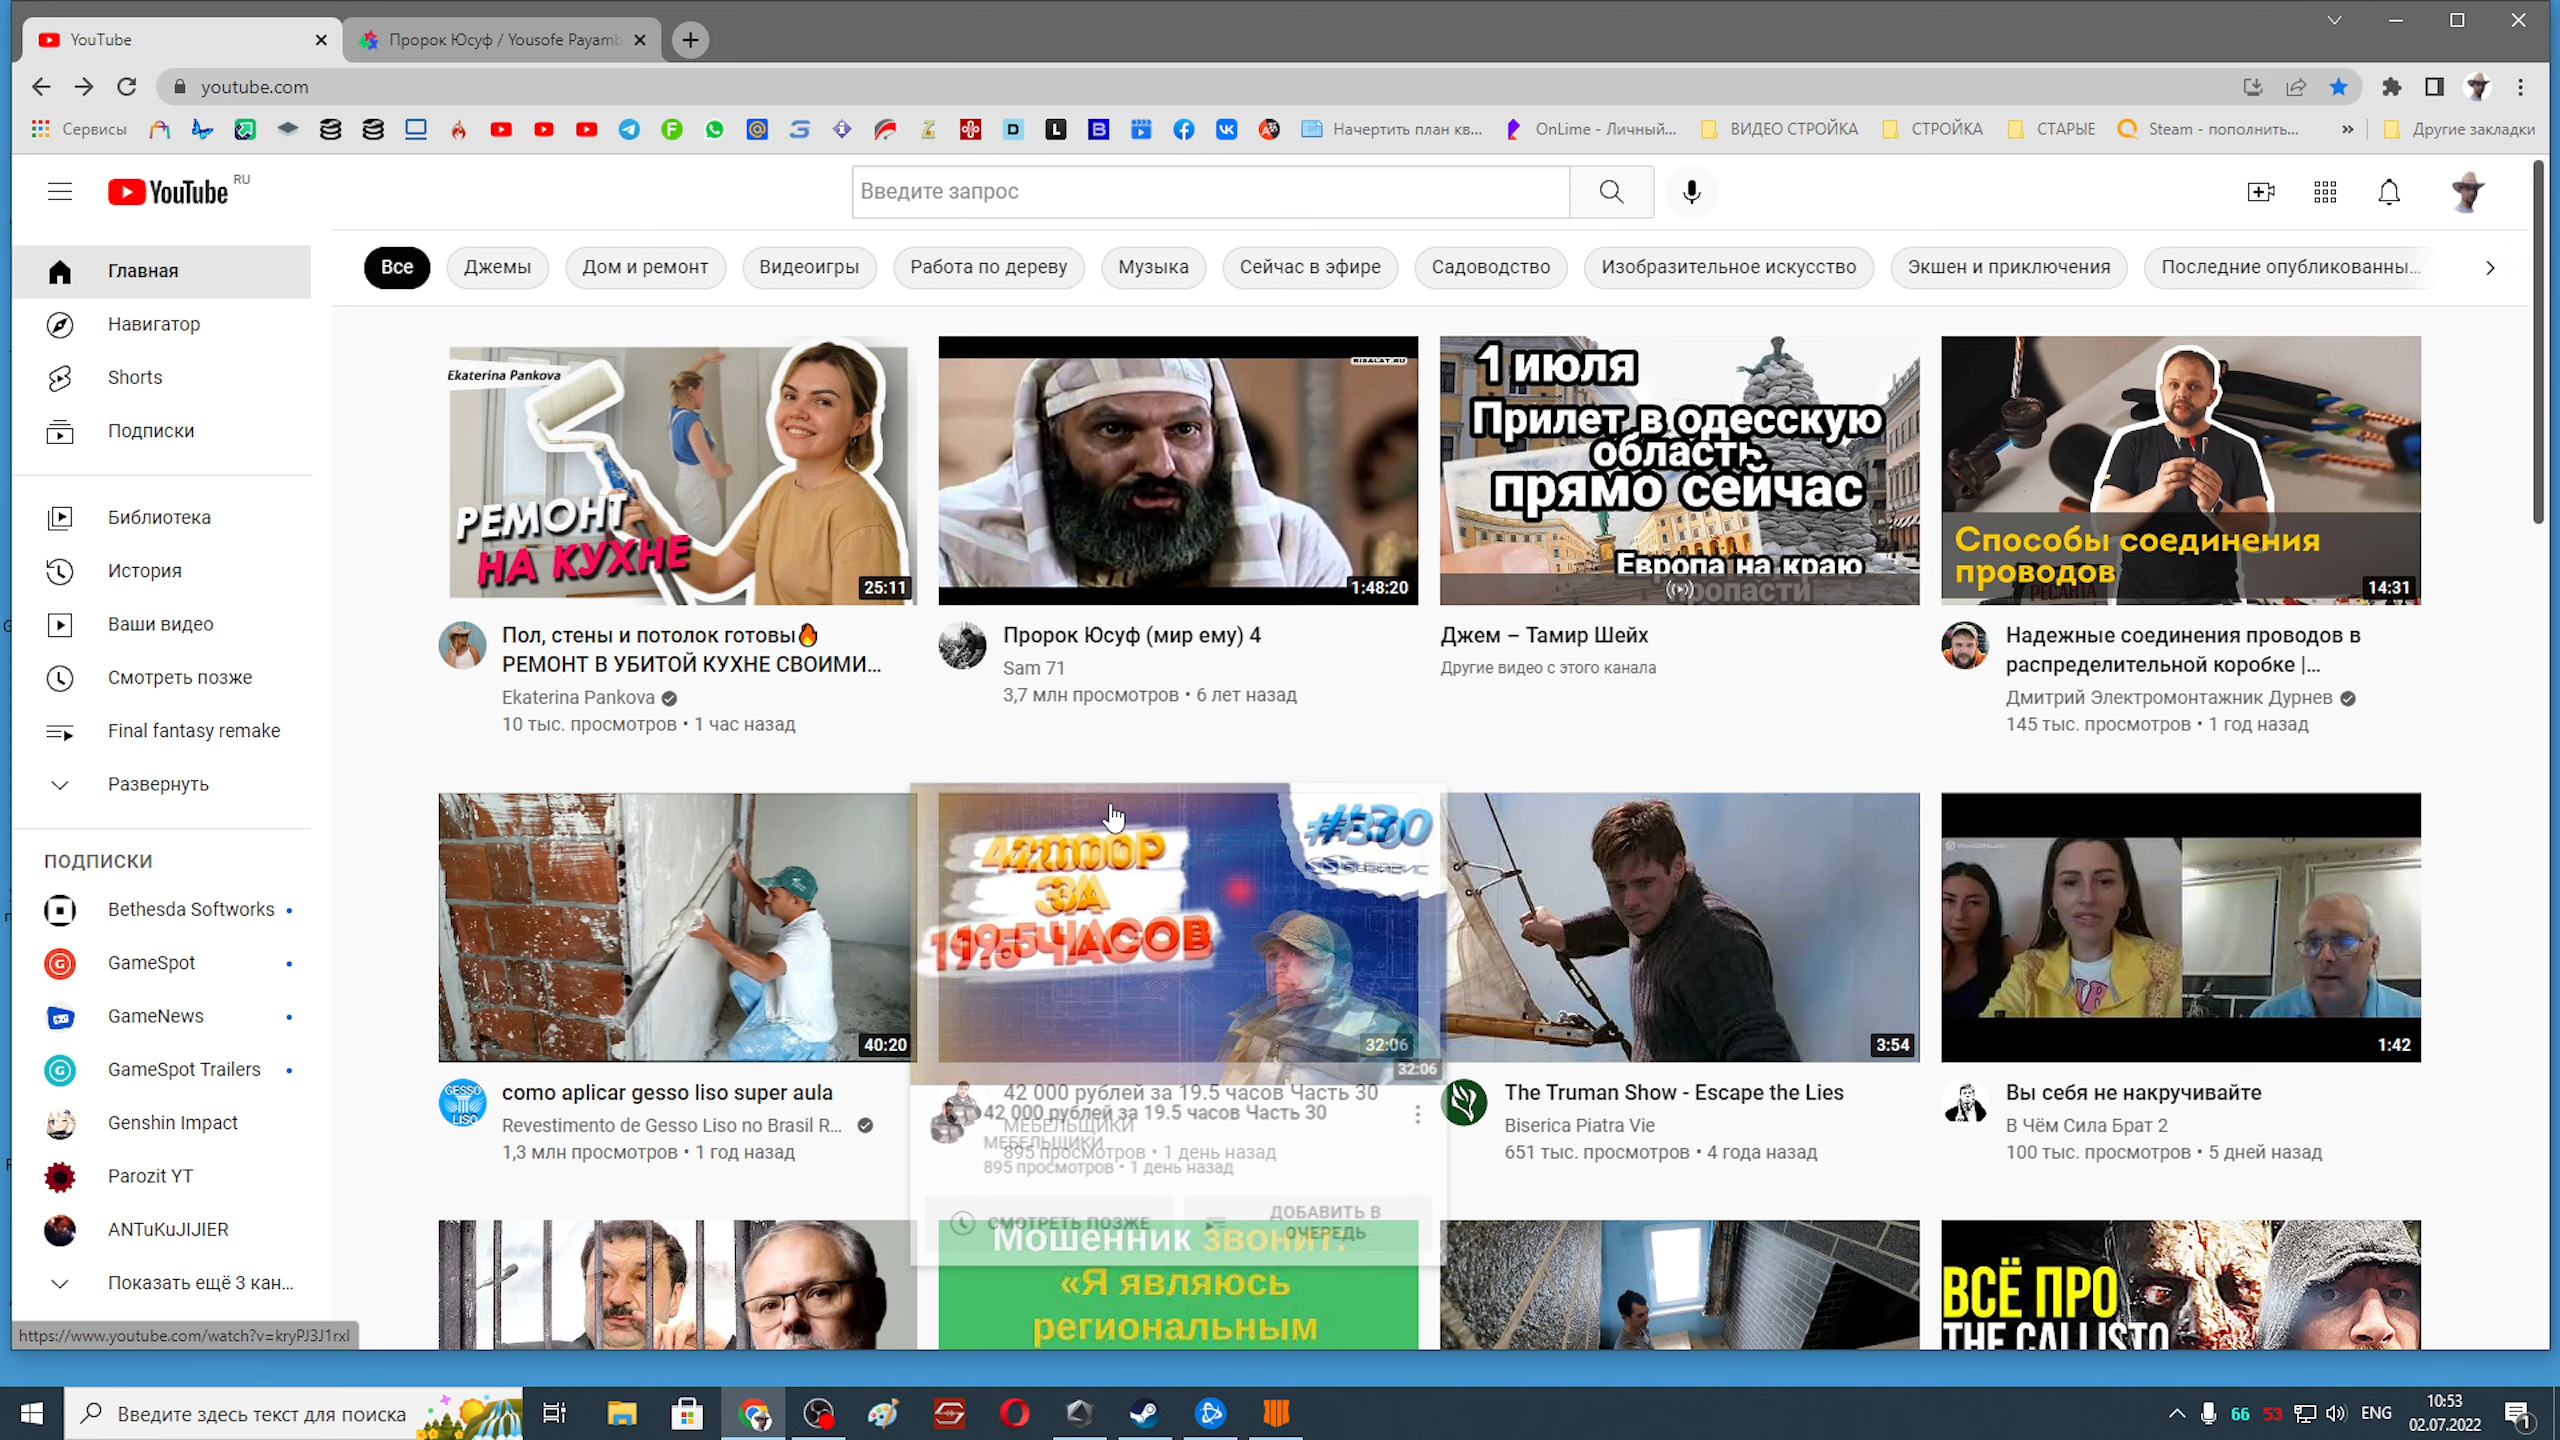 YouTube
Пророк Юсуф / Yousofe Payamb
youtube.com
Сервисы
Начертить план кв...
OnLime - Личный...
ВИДЕО СТРОЙКА
СТРОЙКА
СТАРЫЕ
Steam - пополнить...
Другие закладки
YouTube RU
Введите запрос
Главная
Навигатор
Shorts
Подписки
Библиотека
История
Ваши видео
Смотреть позже
Final fantasy remake
Развернуть
ПОДПИСКИ
Bethesda Softworks
GameSpot
GameNews
GameSpot Trailers
Genshin Impact
Parozit YT
ANTuKuJIJIER
Показать ещё 3 кан...
https://www.youtube.com/watch?v=kryPJ3J1rxI
Все
Джемы
Дом и ремонт
Видеоигры
Работа по дереву
Музыка
Сейчас в эфире
Садоводство
Изобразительное искусство
Экшен и приключения
Последние опубликованны...
Ekaterina Pankova
РЕМОНТ
НА КУХНЕ
25:11
Пол, стены и потолок готовы🔥
РЕМОНТ В УБИТОЙ КУХНЕ СВОИМИ...
Ekaterina Pankova
10 тыс. просмотров • 1 час назад
RISALAT.RU
1:48:20
Пророк Юсуф (мир ему) 4
Sam 71
3,7 млн просмотров • 6 лет назад
1 июля
Прилет в одесскую
область
прямо сейчас
Европа на краю
пропасти
Джем – Тамир Шейх
Другие видео с этого канала
Способы соединения
проводов
РЕСАНТА
14:31
Надежные соединения проводов в
распределительной коробке |...
Дмитрий Электромонтажник Дурнев
145 тыс. просмотров • 1 год назад
40:20
GESSO
LISO
como aplicar gesso liso super aula
Revestimento de Gesso Liso no Brasil R...
1,3 млн просмотров • 1 год назад
42000Р
ЗА
19.5 ЧАСОВ
#30
32:06
32:06
42 000 рублей за 19.5 часов Часть 30
42 000 рублей за 19.5 часов Часть 30
МЕБЕЛЬЩИКИ
МЕБЕЛЬЩИКИ
895 просмотров • 1 день назад
895 просмотров • 1 день назад
СМОТРЕТЬ ПОЗЖЕ
ДОБАВИТЬ В
ОЧЕРЕДЬ
3:54
The Truman Show - Escape the Lies
Biserica Piatra Vie
651 тыс. просмотров • 4 года назад
1:42
Вы себя не накручивайте
В Чём Сила Брат 2
100 тыс. просмотров • 5 дней назад
Мошенник звонит:
«Я являюсь
региональным
ВСЁ ПРО
THE CALLISTO
Введите здесь текст для поиска
66
53
ENG
10:53
02.07.2022
1